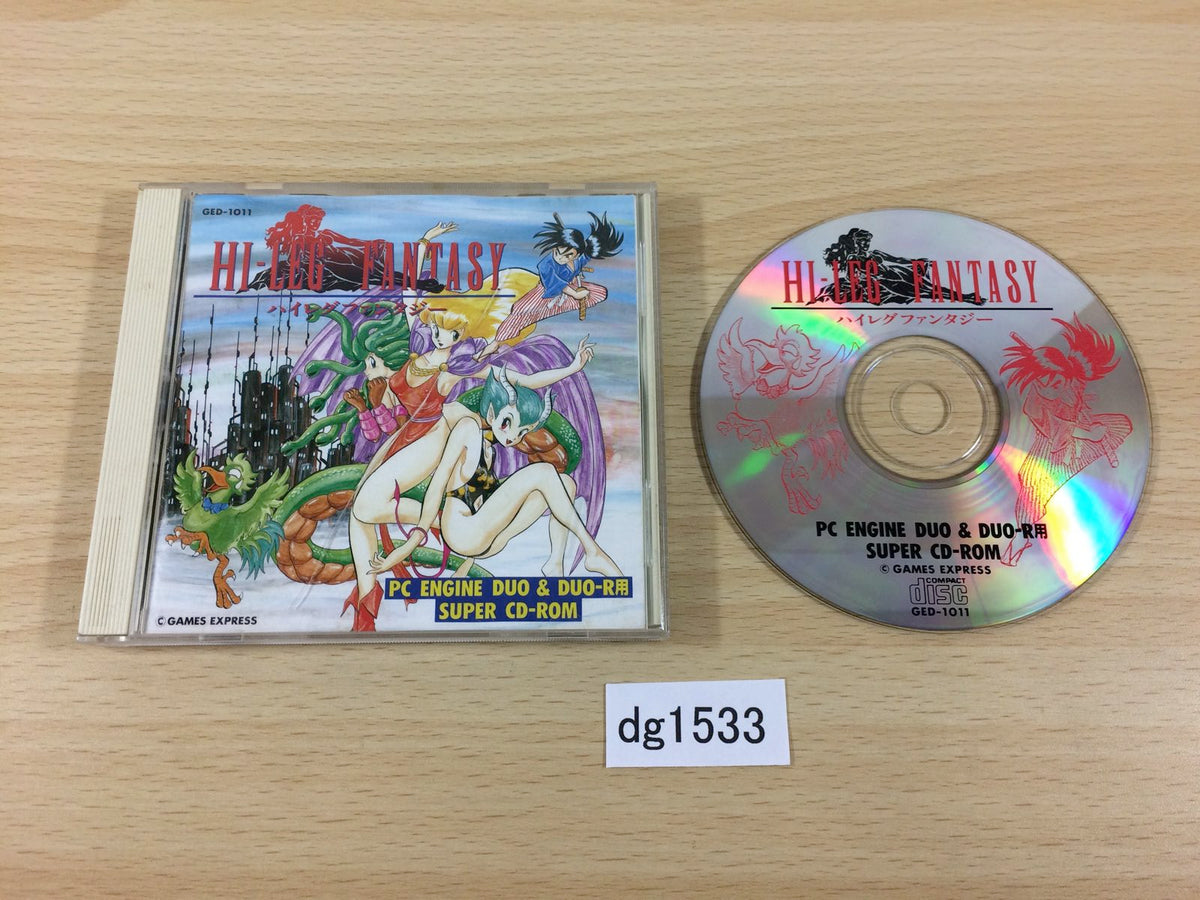 GED-1011
HI-LEG FANTASY
ハイレグファンタジー
PC ENGINE DUO & DUO-R用
SUPER CD-ROM
© GAMES EXPRESS
HI-LEG FANTASY
ハイレグファンタジー
PC ENGINE DUO & DUO-R用
SUPER CD-ROM
© GAMES EXPRESS
COMPACT
disc
GED-1011
dg1533